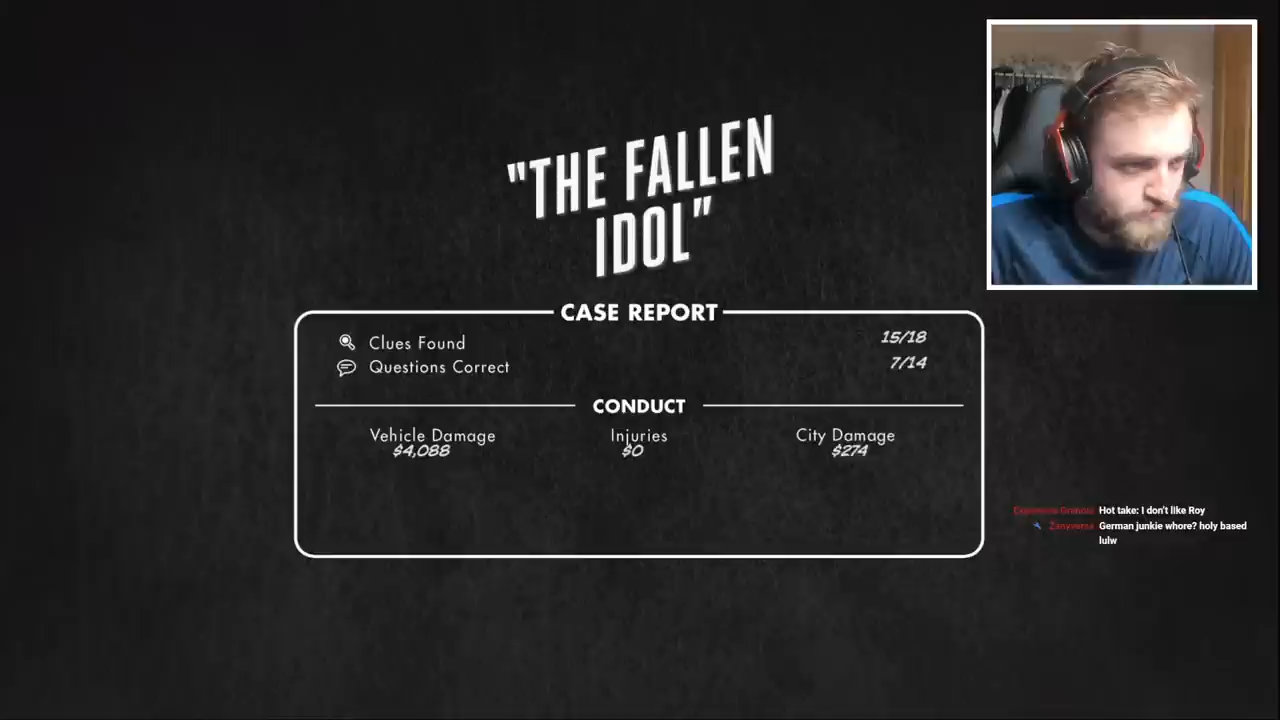 "THE FALLEN
IDOL"
CASE REPORT
Clues Found 15/18
Questions Correct 7/14
CONDUCT
Vehicle Damage Injuries City Damage
$4,088 $0 $274
Hot take: I don't like Roy
Zanyverse German junkie whore? holy based
lulw